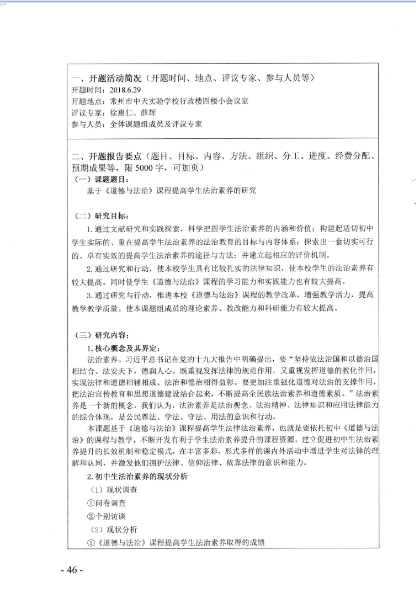 一、开题活动简况（开题时间、地点、评议专家、参与人员等）
开题时间：2018.6.29
开题地点：常州市中天实验学校行政楼四楼小会议室
评议专家：徐惠仁、薛辉
参与人员：全体课题组成员及评议专家
二、开题报告要点（题目、目标、内容、方法、组织、分工、进度、经费分配、
预期成果等，限 5000 字，可加页）
（一）课题题目：
基于《道德与法治》课程提高学生法治素养的研究
（二）研究目标：
1.通过文献研究和实践探索，科学把握学生法治素养的内涵和价值；构建起适切初中
学生实际的、重在提高学生法治素养的法治教育的目标与内容体系；探索出一套切实可行
的、卓有实效的提高学生法治素养的途径与方法；并建立起相应的评价机制。
2.通过研究和行动，使本校学生具有比较扎实的法律知识，使本校学生的法治素养有
较大提高。同时使学生《道德与法治》课程的学习能力和实践能力也有较大提高。
3.通过研究与行动，推进本校《道德与法治》课程的教学改革，增强教学活力，提高
教学教学质量。使本课题组成员的理论素养、教改能力和科研能力有较大提高。
（三）研究内容：
1.核心概念及其界定：
法治素养。习近平总书记在党的十九大报告中明确提出，要“坚持依法治国和以德治国
相结合。法安天下，德润人心。既重视发挥法律的规范作用，又重视发挥道德的教化作用，
实现法律和道德相辅相成、法治和德治相得益彰。要更加注重强化道德对法治的支撑作用，
把法治宣传教育和思想道德建设结合起来，不断提高全民族法治素养和道德素质。”法治素
养是一个新的概念。我们认为，法治素养是法治观念、法治精神、法律知识和应用法律能力
的综合体现，是公民尊法、学法、守法、用法的意识和行动。
本课题基于《道德与法治》课程提高学生法治素养，也就是要依托初中《道德与法
治》的课程与教学，不断开发有利于学生法治素养提升的课程资源，建立促进初中生法治素
养提升的长效机制和稳定模式，在丰富多彩、形式多样的课内外活动中增进学生对法律的理
解和认同，并激发他们拥护法律、信仰法律、依靠法律的意识和能力。
2.初中生法治素养的现状分析
（1）现状调查
①问卷调查
②个别访谈
（2）现状分析
①《道德与法治》课程提高学生法治素养取得的成绩
- 46 -